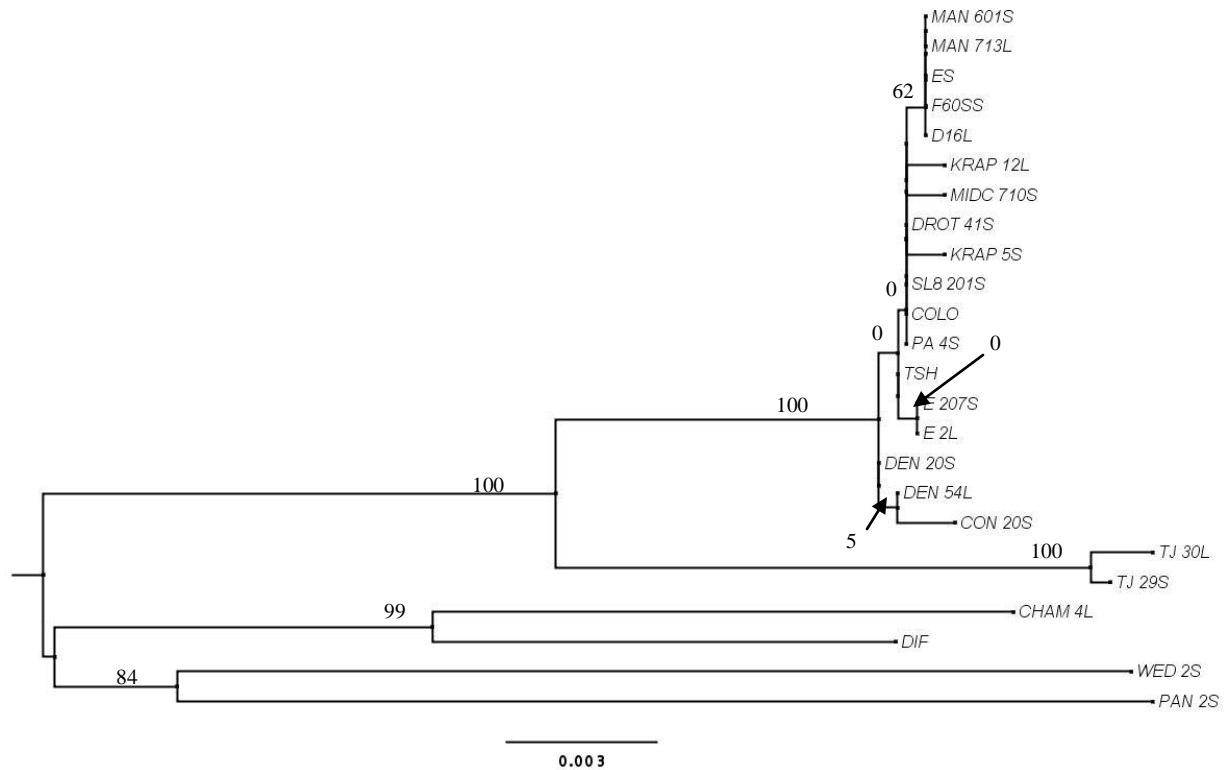 MAN 601S
MAN 713L
ES
62
F60SS
D16L
KRAP 12L
MIDC 710S
DROT 41S
KRAP 5S
SL8 201S
0
COLO
0
PA 4S
0
TSH
100
E 207S
E 2L
DEN 20S
100
DEN 54L
CON 20S
5
100
TJ 30L
TJ 29S
99
CHAM 4L
DIF
84
WED 2S
PAN 2S
0.003